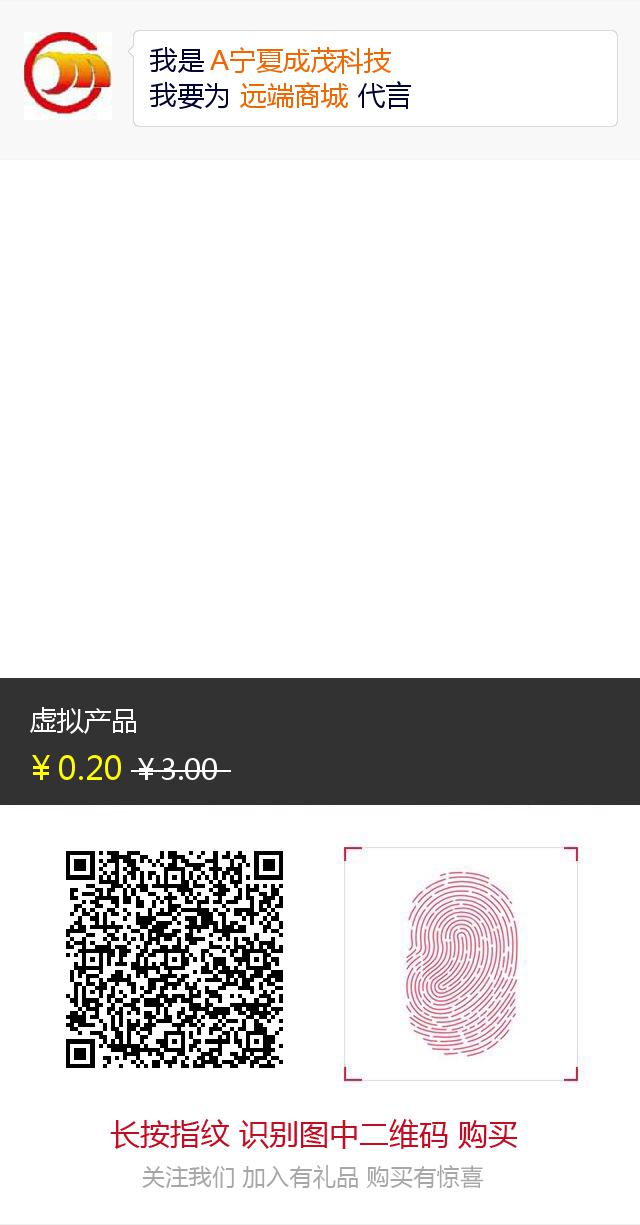 我是 A宁夏成茂科技
我要为 远端商城 代言
虚拟产品
￥0.20 ￥3.00
长按指纹 识别图中二维码 购买
关注我们 加入有礼品 购买有惊喜